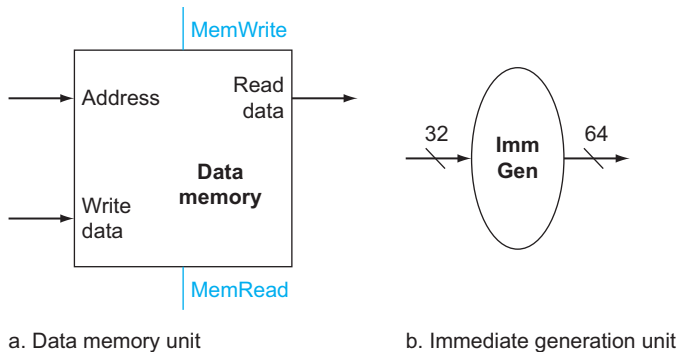 MemWrite
Address
Read
data
Data
memory
Write
data
MemRead
32
Imm
Gen
64
a. Data memory unit
b. Immediate generation unit